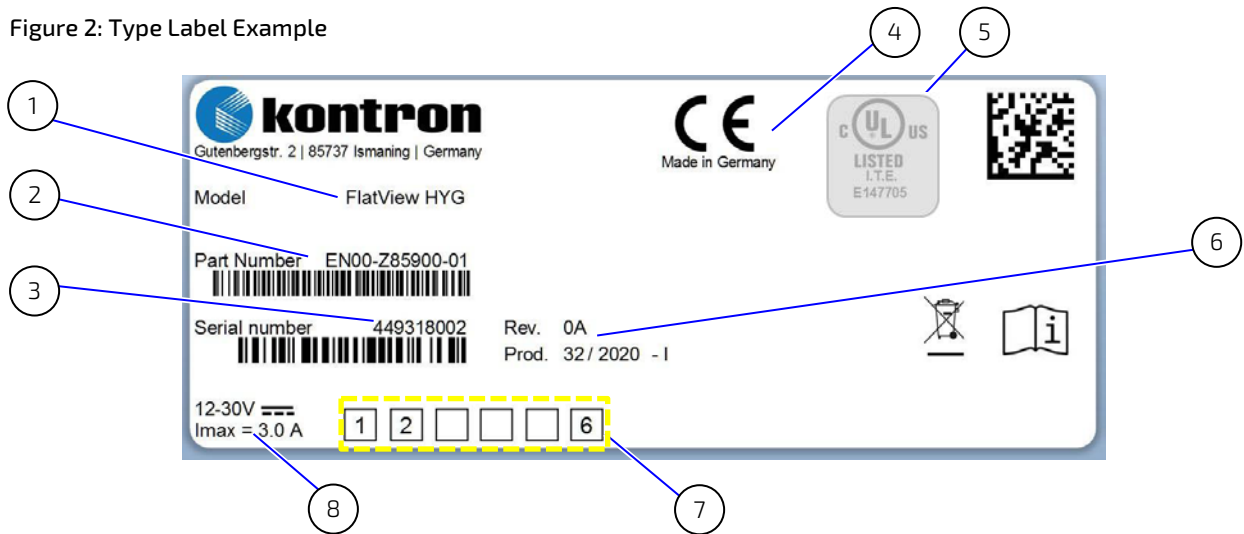 Figure 2: Type Label Example
4
5
1
kontron
Gutenbergstr. 2 | 85737 Ismaning | Germany
CE
Made in Germany
C UL US
LISTED
I.T.E.
E147705
Model FlatView HYG
2
Part Number EN00-Z85900-01
6
3
Serial number 449318002
Rev. 0A
Prod. 32 / 2020 - I
i
12-30V
Imax = 3.0 A
1 2 6
8
7